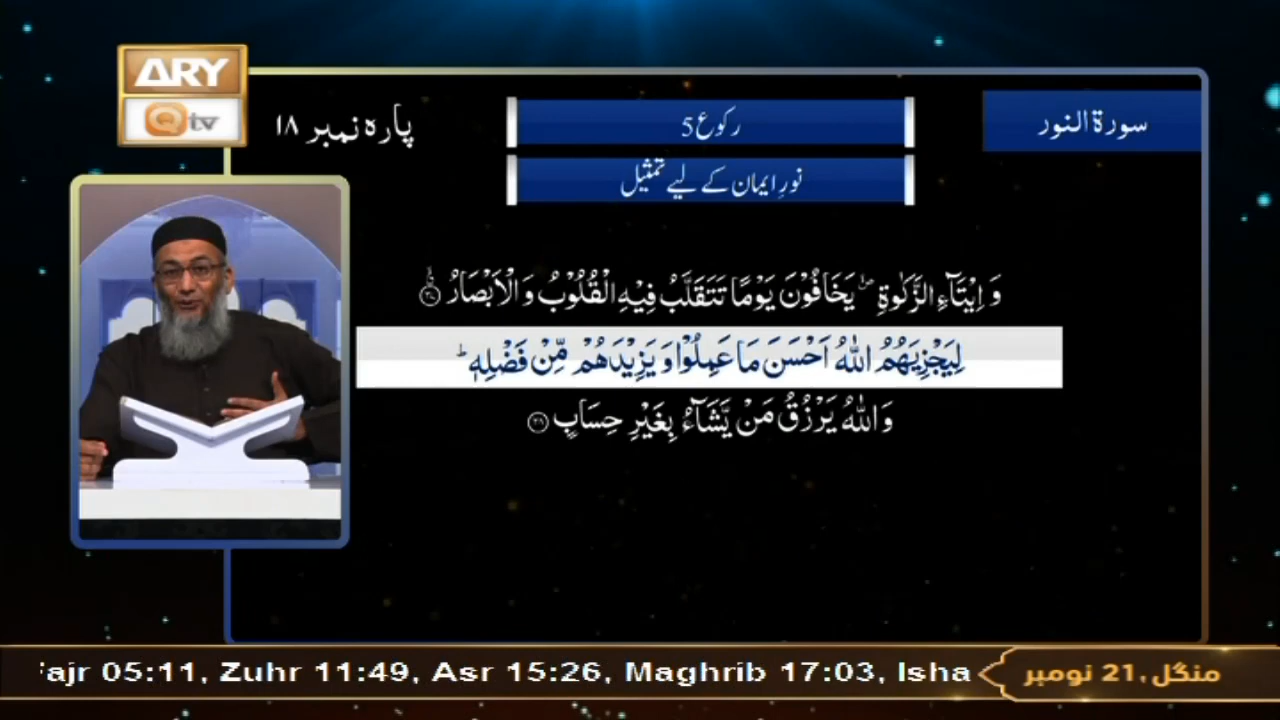 ARY
Qtv
پارہ نمبر ۱۸
رکوع 5
سورۃ النور
نورِ ایمان کے لیے تمثیل
وَ اِیْتَآءِ الزَّكٰوةِ ۪ۙ یَخَافُوْنَ یَوْمًا تَتَقَلَّبُ فِیْهِ الْقُلُوْبُ وَ الْاَبْصَارُ
لِیَجْزِیَهُمُ اللّٰهُ اَحْسَنَ مَا عَمِلُوْا وَ یَزِیْدَهُمْ مِّنْ فَضْلِهٖ ؕ
وَ اللّٰهُ یَرْزُقُ مَنْ یَّشَآءُ بِغَیْرِ حِسَابٍ ۳۸
ajr 05:11, Zuhr 11:49, Asr 15:26, Maghrib 17:03, Isha
منگل, 21 نومبر